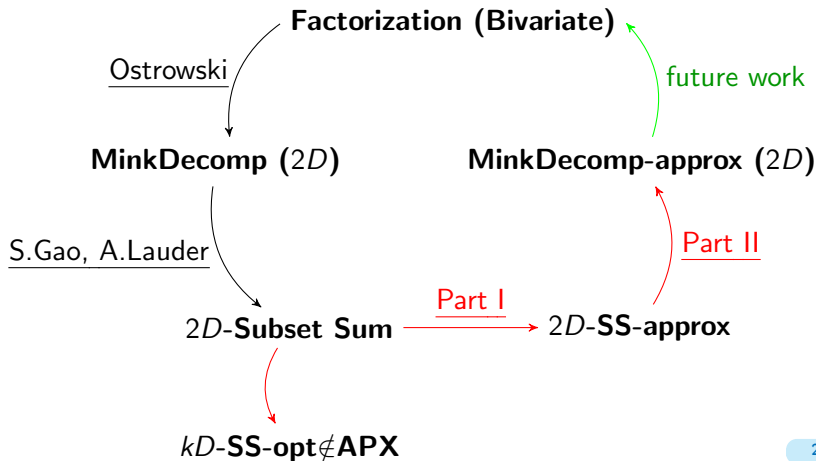 Factorization (Bivariate)
Ostrowski
future work
MinkDecomp (2D)
MinkDecomp-approx (2D)
S.Gao, A.Lauder
Part II
Part I
2D-Subset Sum
2D-SS-approx
kD-SS-opt∉APX
2